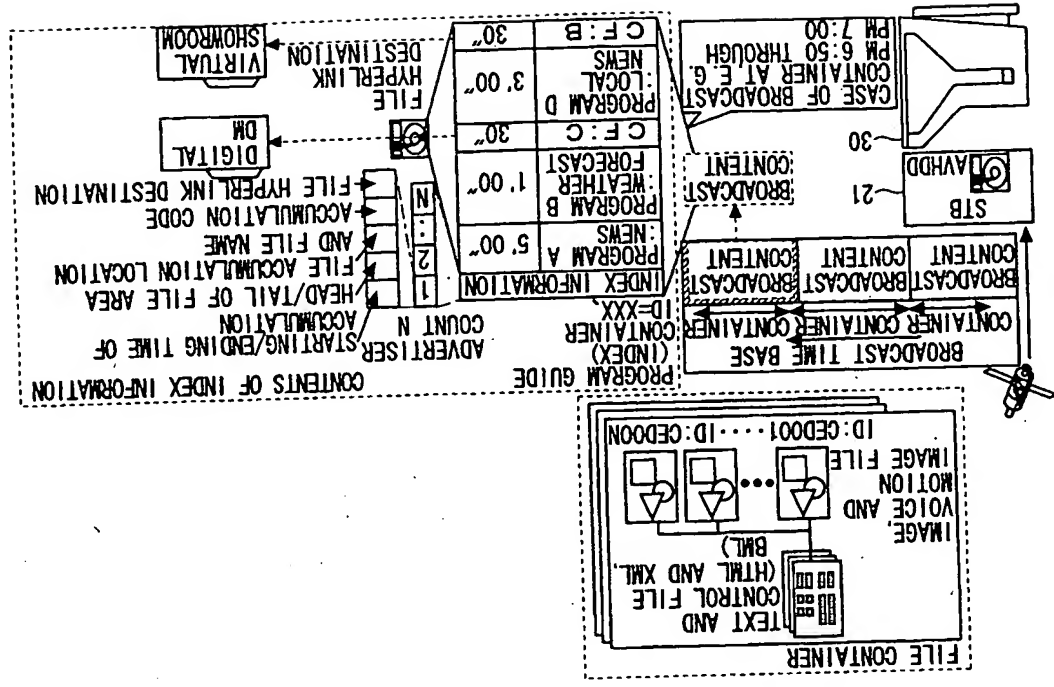 FILE CONTAINER
TEXT AND
CONTROL FILE
(HTML AND XML,
BML)
IMAGE,
VOICE AND
MOTION
IMAGE FILE
ID:CED001 ····ID:CED00N
BROADCAST TIME BASE
CONTAINER CONTAINER CONTAINER
BROADCAST BROADCAST BROADCAST
CONTENT CONTENT CONTENT
STB
AVHDD
21
30
BROADCAST
CONTENT
CASE OF BROADCAST
CONTAINER AT E.G.
PM 6:50 THROUGH
PM 7:00
PROGRAM GUIDE
(INDEX)
CONTAINER
ID=XXX,
INDEX INFORMATION
PROGRAM A
:NEWS
5' 00"
PROGRAM B
:WEATHER
FORECAST
1' 00"
CF:C
30"
PROGRAM D
:LOCAL
NEWS
3' 00"
CF:B
30"
CONTENTS OF INDEX INFORMATION
ADVERTISER
COUNT N
1
2
:
N
STARTING/ENDING TIME OF
ACCUMULATION
HEAD/TAIL OF FILE AREA
FILE ACCUMULATION LOCATION
AND FILE NAME
ACCUMULATION CODE
FILE HYPERLINK DESTINATION
FILE
HYPERLINK
DESTINATION
DIGITAL
DM
VIRTUAL
SHOWROOM